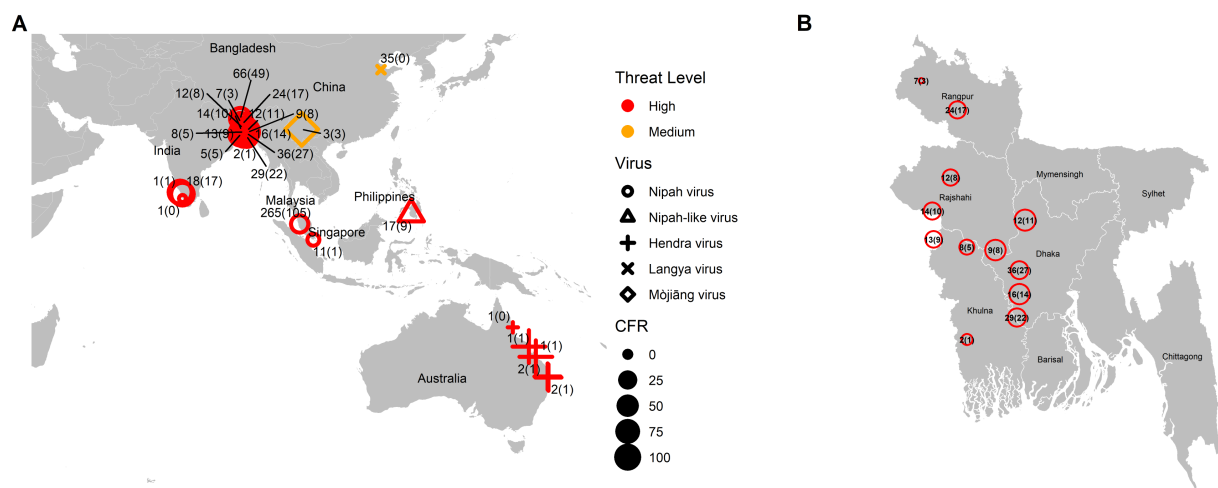 A
Bangladesh
35(0)
66(49)
China
12(8)
7(3)
24(17)
14(10)
12(11)
9(8)
8(5)
13(9)
16(14)
3(3)
India
5(5)
2(1)
36(27)
29(22)
1(1)
18(17)
1(0)
Malaysia
265(105)
Philippines
17(9)
Singapore
11(1)
1(0)
1(1)
1(1)
2(1)
2(1)
Australia
Threat Level
High
Medium
Virus
Nipah virus
Nipah-like virus
Hendra virus
Langya virus
Mòjiāng virus
CFR
0
25
50
75
100
B
7(3)
Rangpur
24(17)
12(8)
Mymensingh
Sylhet
Rajshahi
14(10)
12(11)
13(9)
8(5)
9(8)
Dhaka
36(27)
16(14)
Khulna
29(22)
2(1)
Barisal
Chittagong